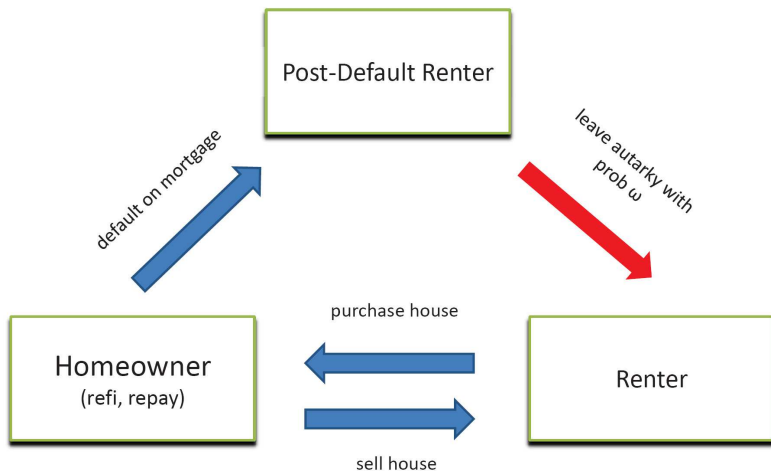 Post-Default Renter
default on mortgage
leave autarky with
prob ω
purchase house
Homeowner
(refi, repay)
Renter
sell house